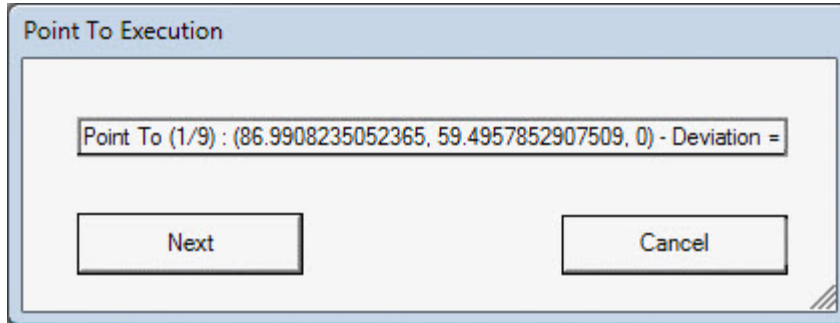 Point To Execution
Point To (1/9) : (86.9908235052365, 59.4957852907509, 0) - Deviation =
Next
Cancel